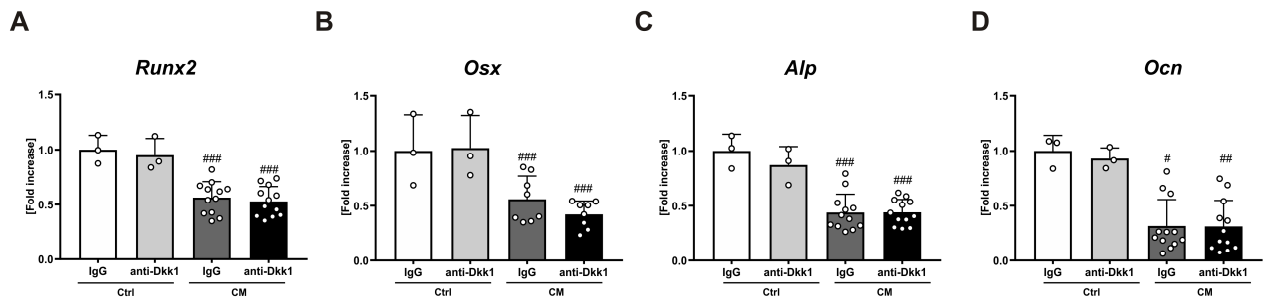 A
Runx2
[Fold increase]
1.5
1.0
0.5
0.0
###
###
IgG anti-Dkk1 IgG anti-Dkk1
Ctrl CM
B
Osx
[Fold increase]
1.5
1.0
0.5
0.0
###
###
IgG anti-Dkk1 IgG anti-Dkk1
Ctrl CM
C
Alp
[Fold increase]
1.5
1.0
0.5
0.0
###
###
IgG anti-Dkk1 IgG anti-Dkk1
Ctrl CM
D
Ocn
[Fold increase]
1.5
1.0
0.5
0.0
#
##
IgG anti-Dkk1 IgG anti-Dkk1
Ctrl CM